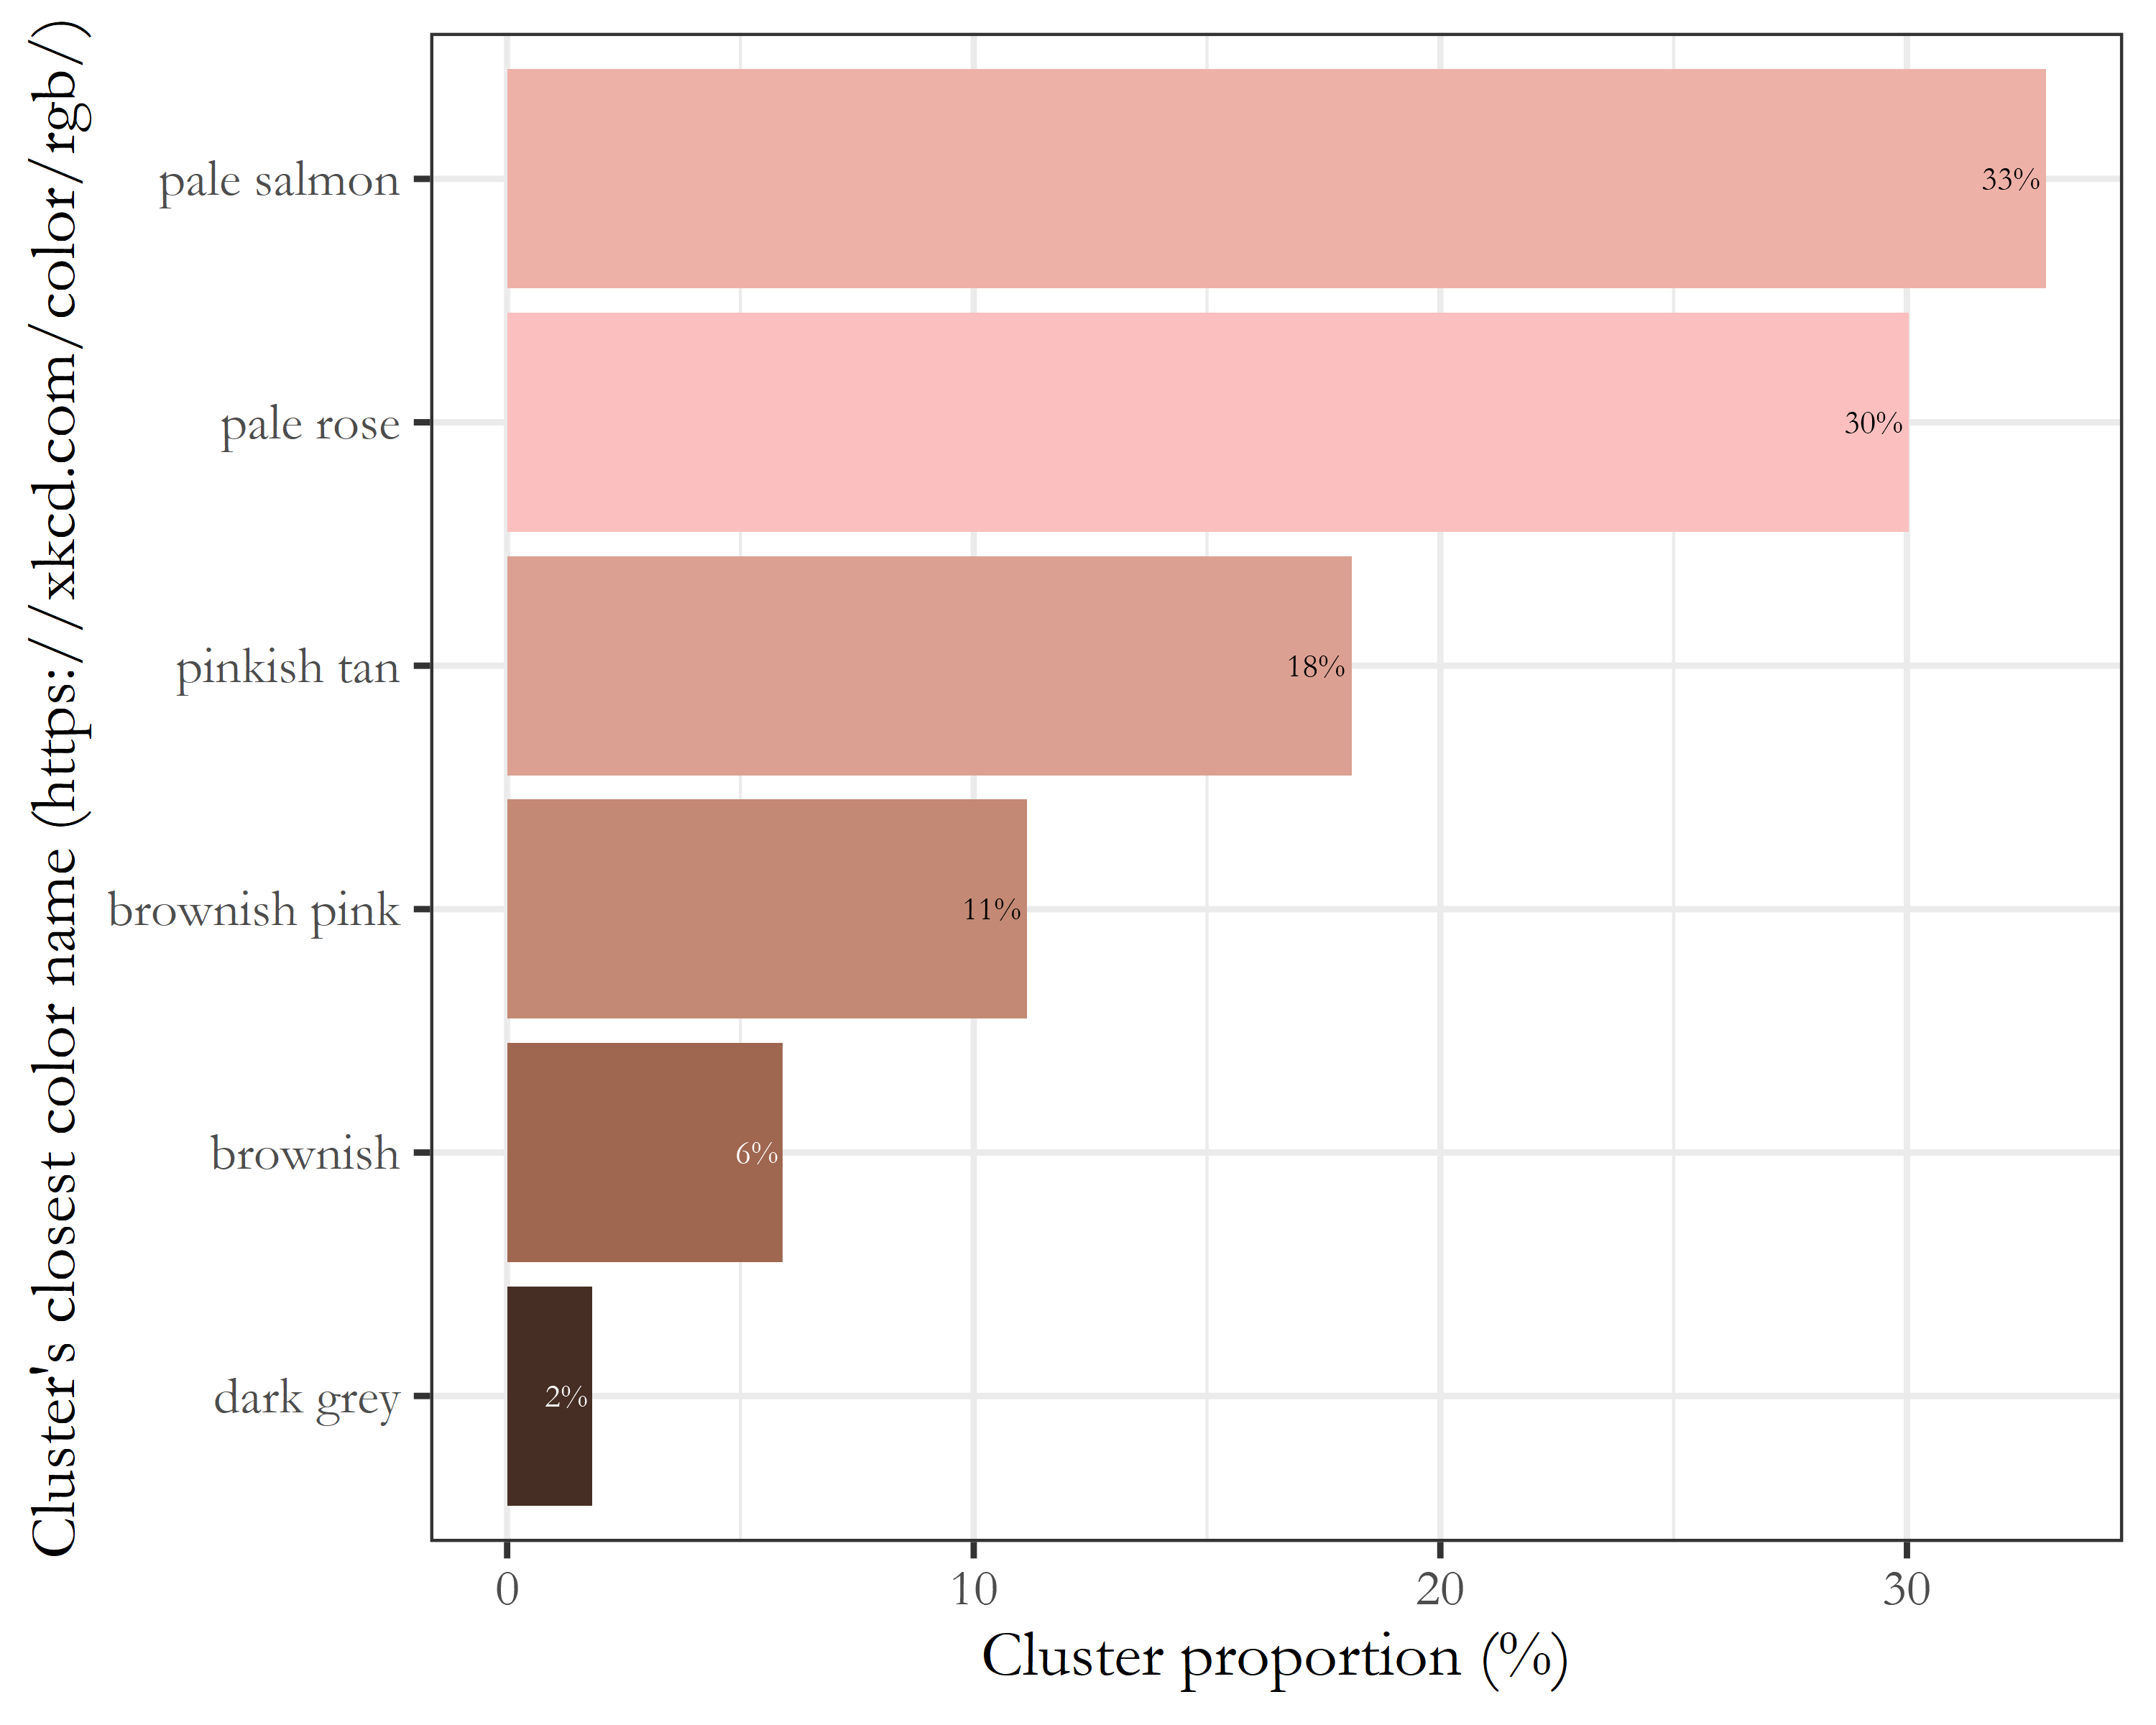 Cluster's closest color name (https://xkcd.com/color/rgb/)
pale salmon
33%
pale rose
30%
pinkish tan
18%
brownish pink
11%
brownish
6%
dark grey
2%
0 10 20 30
Cluster proportion (%)